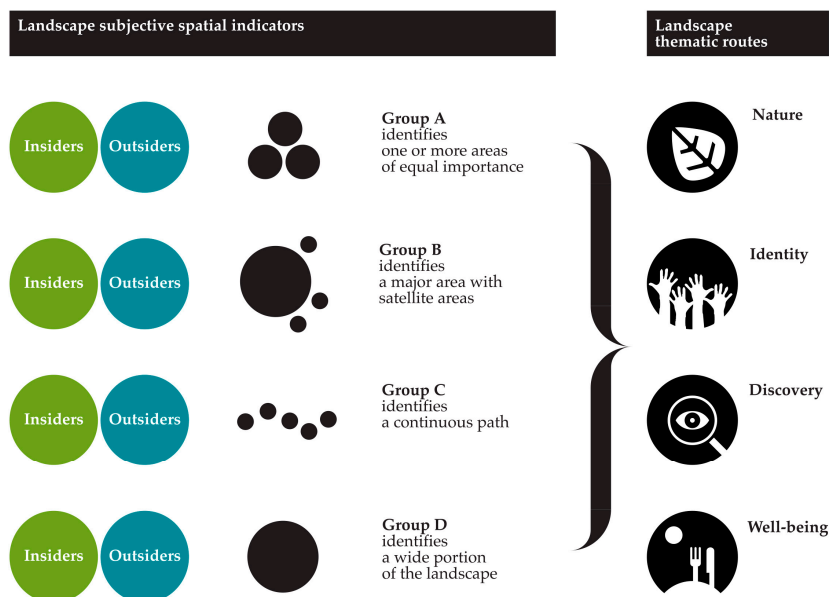 Landscape subjective spatial indicators
Landscape
thematic routes
Insiders
Outsiders
Group A
identifies
one or more areas
of equal importance
Nature
Insiders
Outsiders
Group B
identifies
a major area with
satellite areas
Identity
Insiders
Outsiders
Group C
identifies
a continuous path
Discovery
Insiders
Outsiders
Group D
identifies
a wide portion
of the landscape
Well-being